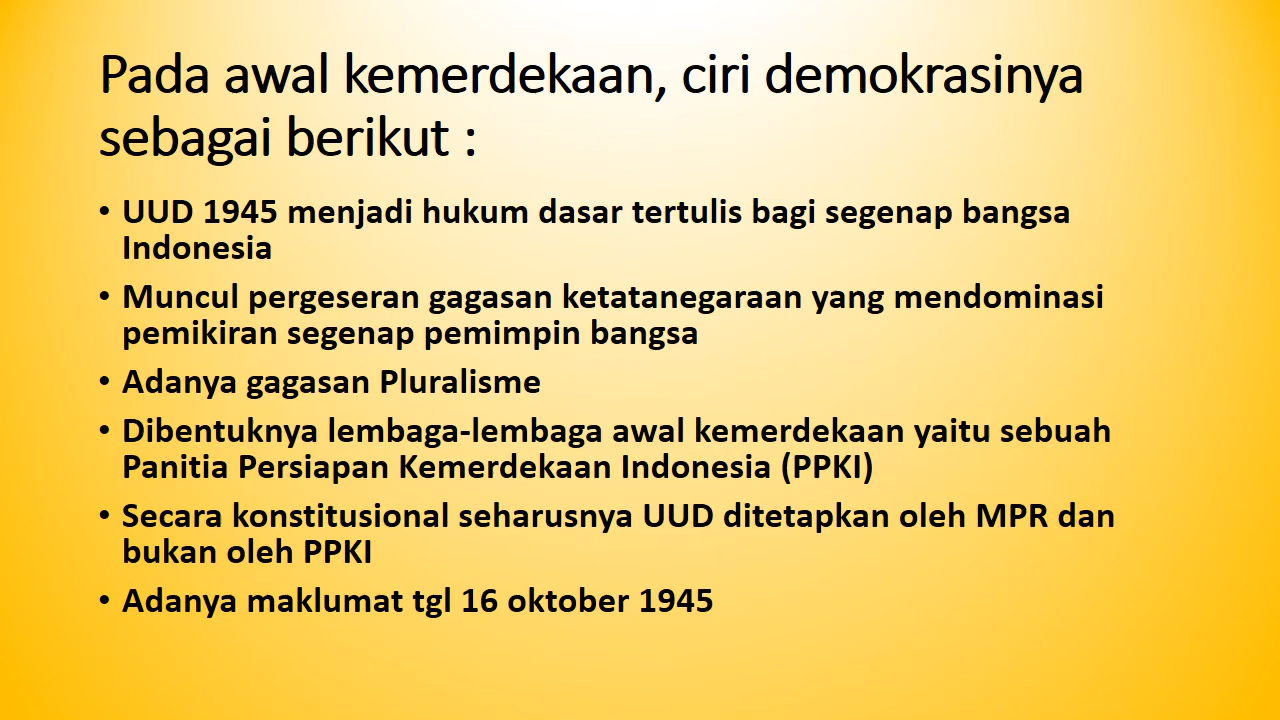 Pada awal kemerdekaan, ciri demokrasinya
sebagai berikut :
• UUD 1945 menjadi hukum dasar tertulis bagi segenap bangsa
Indonesia
• Muncul pergeseran gagasan ketatanegaraan yang mendominasi
pemikiran segenap pemimpin bangsa
• Adanya gagasan Pluralisme
• Dibentuknya lembaga-lembaga awal kemerdekaan yaitu sebuah
Panitia Persiapan Kemerdekaan Indonesia (PPKI)
• Secara konstitusional seharusnya UUD ditetapkan oleh MPR dan
bukan oleh PPKI
• Adanya maklumat tgl 16 oktober 1945